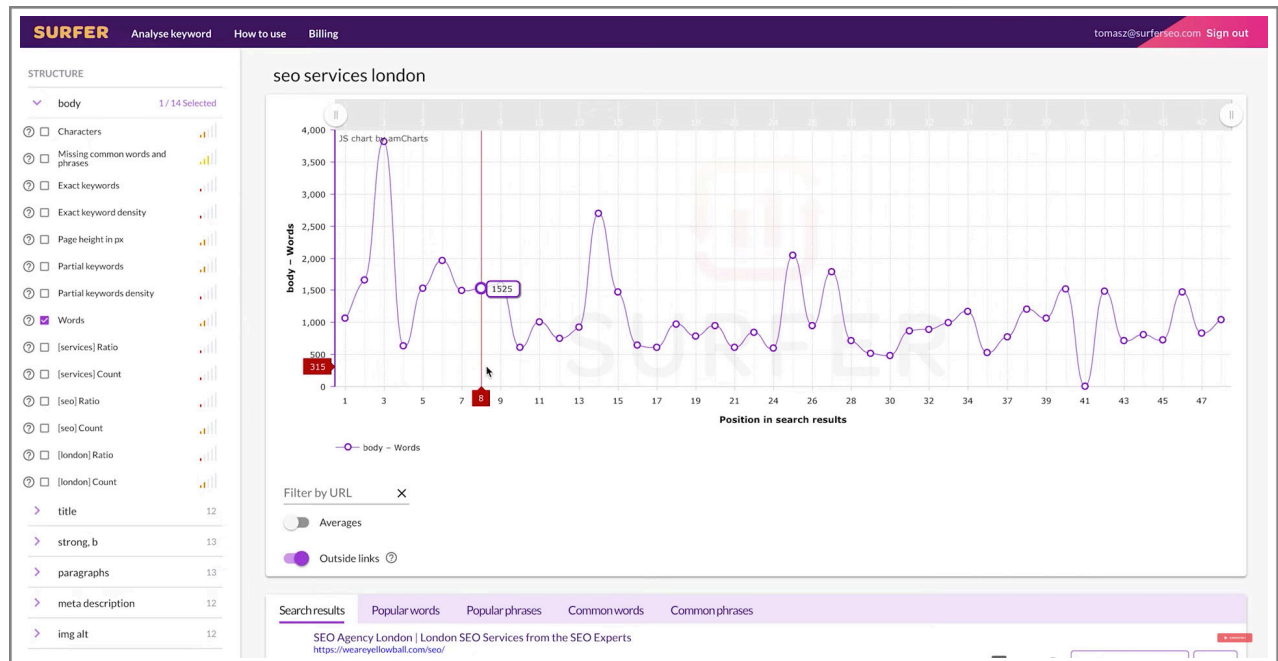 SURFER Analyse keyword How to use Billing tomasz@surferseo.com Sign out
STRUCTURE
body 1 / 14 Selected
Characters
Missing common words and
phrases
Exact keywords
Exact keyword density
Page height in px
Partial keywords
Partial keywords density
Words
[services] Ratio
[services] Count
[seo] Ratio
[seo] Count
[london] Ratio
[london] Count
title 12
strong, b 13
paragraphs 13
meta description 12
img alt 12
seo services london
JS chart by amCharts
body – Words
4,000
3,500
3,000
2,500
2,000
1,500
1,000
500
0
315
1525
SURFER
1 3 5 7 8 9 11 13 15 17 19 21 24 26 28 30 32 34 37 39 41 43 45 47
Position in search results
body – Words
Filter by URL
Averages
Outside links
Search results Popular words Popular phrases Common words Common phrases
SEO Agency London | London SEO Services from the SEO Experts
https://weareyellowball.com/seo/